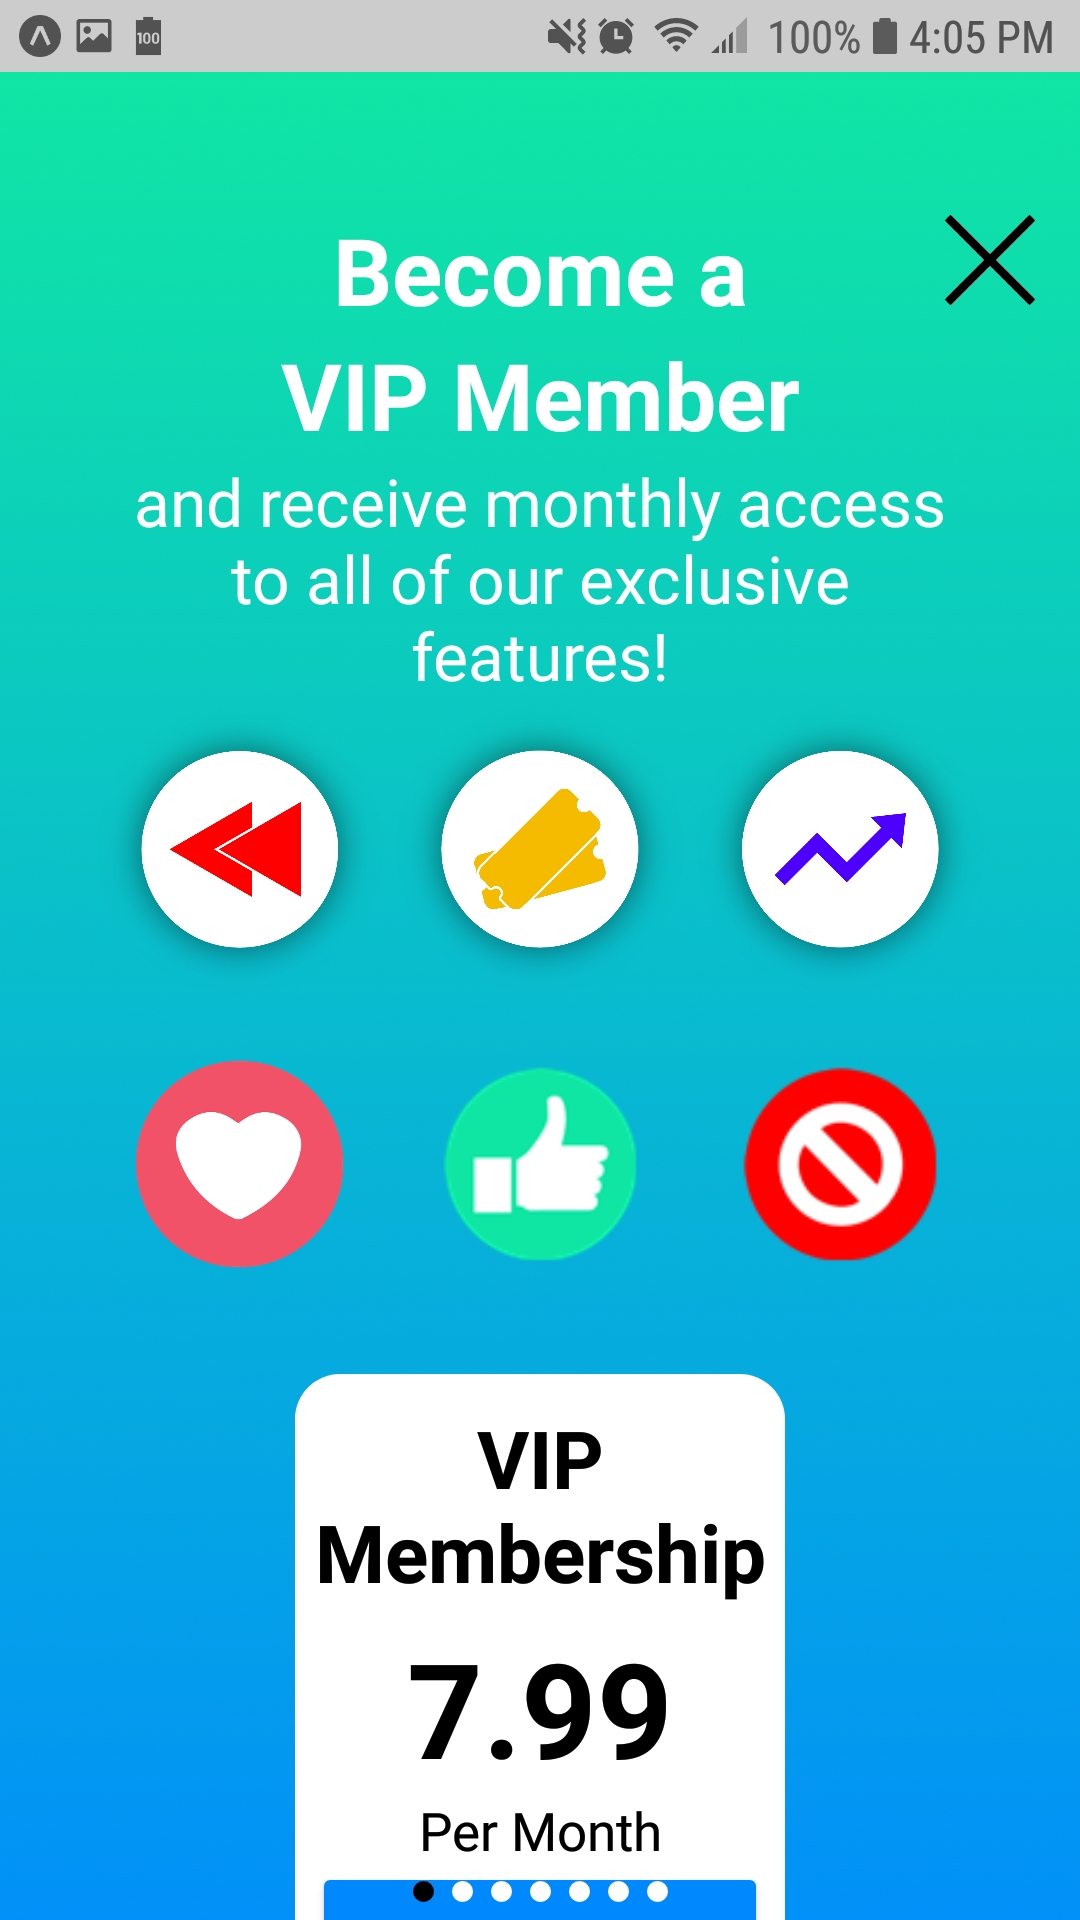 100 100% 4:05 PM
Become a
VIP Member
and receive monthly access
to all of our exclusive
features!
VIP
Membership
7.99
Per Month